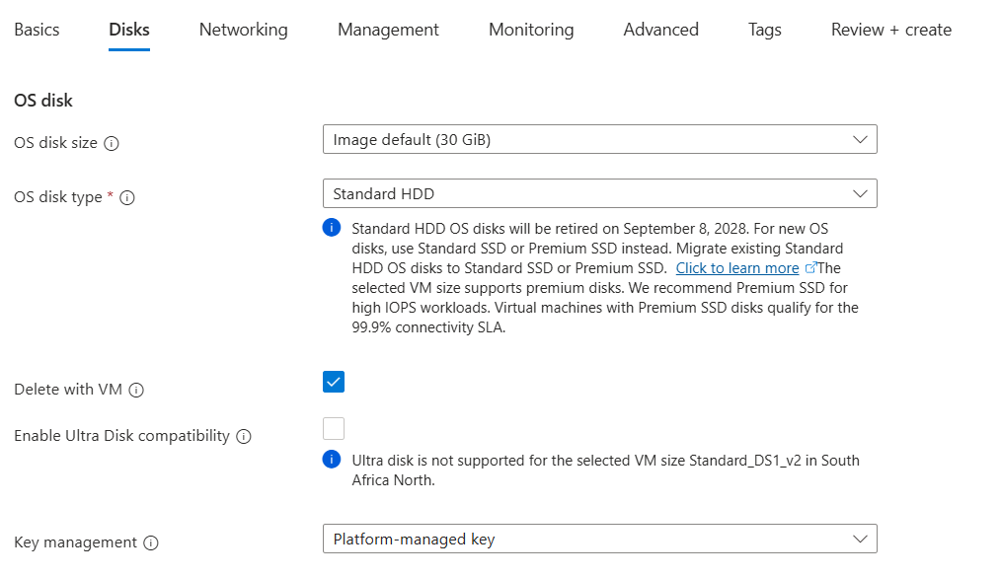 Basics Disks Networking Management Monitoring Advanced Tags Review + create
OS disk
OS disk size
Image default (30 GiB)
OS disk type *
Standard HDD
Standard HDD OS disks will be retired on September 8, 2028. For new OS
disks, use Standard SSD or Premium SSD instead. Migrate existing Standard
HDD OS disks to Standard SSD or Premium SSD. Click to learn more The
selected VM size supports premium disks. We recommend Premium SSD for
high IOPS workloads. Virtual machines with Premium SSD disks qualify for the
99.9% connectivity SLA.
Delete with VM
Enable Ultra Disk compatibility
Ultra disk is not supported for the selected VM size Standard_DS1_v2 in South
Africa North.
Key management
Platform-managed key